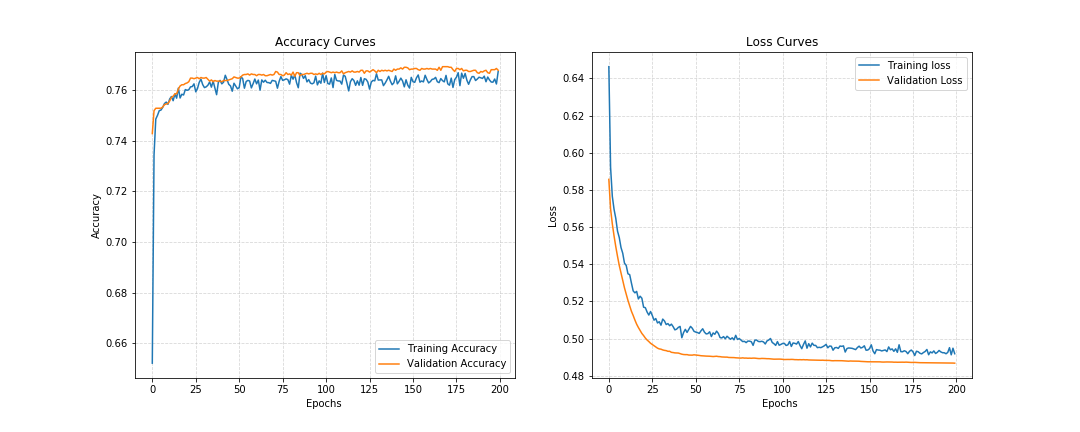 Accuracy Curves
Accuracy
0.76
0.74
0.72
0.70
0.68
0.66
0 25 50 75 100 125 150 175 200
Epochs
Training Accuracy
Validation Accuracy
Loss Curves
Loss
0.64
0.62
0.60
0.58
0.56
0.54
0.52
0.50
0.48
0 25 50 75 100 125 150 175 200
Epochs
Training loss
Validation Loss